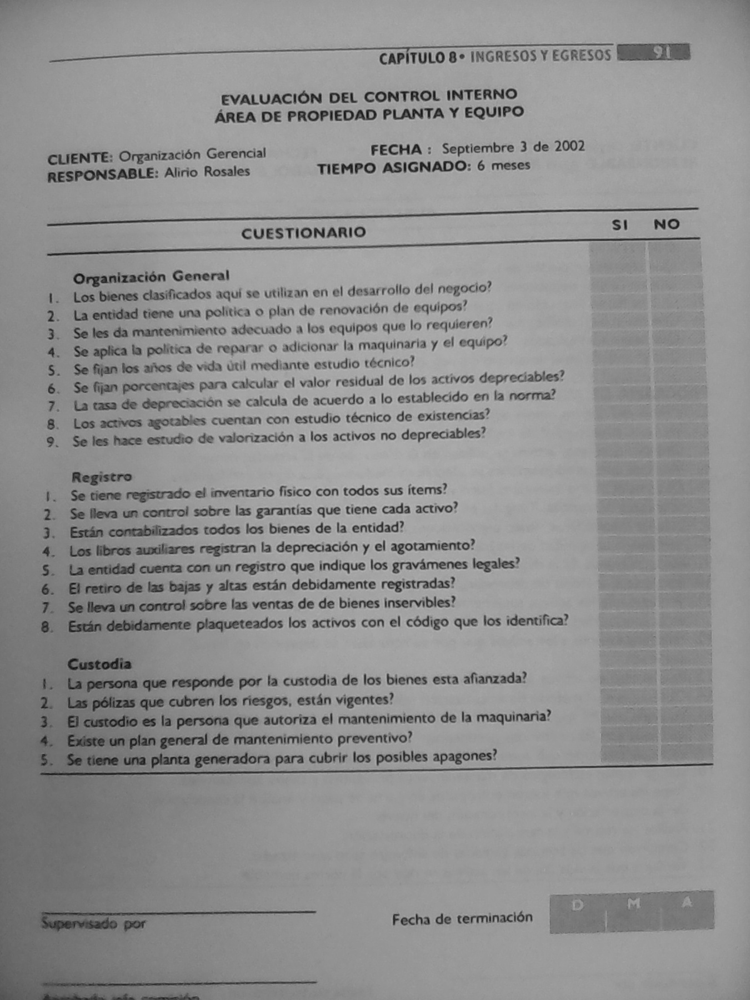 CAPÍTULO 8 • INGRESOS Y EGRESOS 91
EVALUACIÓN DEL CONTROL INTERNO
ÁREA DE PROPIEDAD PLANTA Y EQUIPO
CLIENTE: Organización Gerencial FECHA : Septiembre 3 de 2002
RESPONSABLE: Alirio Rosales TIEMPO ASIGNADO: 6 meses
CUESTIONARIO SI NO
Organización General
1. Los bienes clasificados aquí se utilizan en el desarrollo del negocio?
2. La entidad tiene una política o plan de renovación de equipos?
3. Se les da mantenimiento adecuado a los equipos que lo requieren?
4. Se aplica la política de reparar o adicionar la maquinaria y el equipo?
5. Se fijan los años de vida útil mediante estudio técnico?
6. Se fijan porcentajes para calcular el valor residual de los activos depreciables?
7. La tasa de depreciación se calcula de acuerdo a lo establecido en la norma?
8. Los activos agotables cuentan con estudio técnico de existencias?
9. Se les hace estudio de valorización a los activos no depreciables?
Registro
1. Se tiene registrado el inventario físico con todos sus ítems?
2. Se lleva un control sobre las garantías que tiene cada activo?
3. Están contabilizados todos los bienes de la entidad?
4. Los libros auxiliares registran la depreciación y el agotamiento?
5. La entidad cuenta con un registro que indique los gravámenes legales?
6. El retiro de las bajas y altas están debidamente registradas?
7. Se lleva un control sobre las ventas de de bienes inservibles?
8. Están debidamente plaqueteados los activos con el código que los identifica?
Custodia
1. La persona que responde por la custodia de los bienes esta afianzada?
2. Las pólizas que cubren los riesgos, están vigentes?
3. El custodio es la persona que autoriza el mantenimiento de la maquinaria?
4. Existe un plan general de mantenimiento preventivo?
5. Se tiene una planta generadora para cubrir los posibles apagones?
D M A
Supervisado por Fecha de terminación